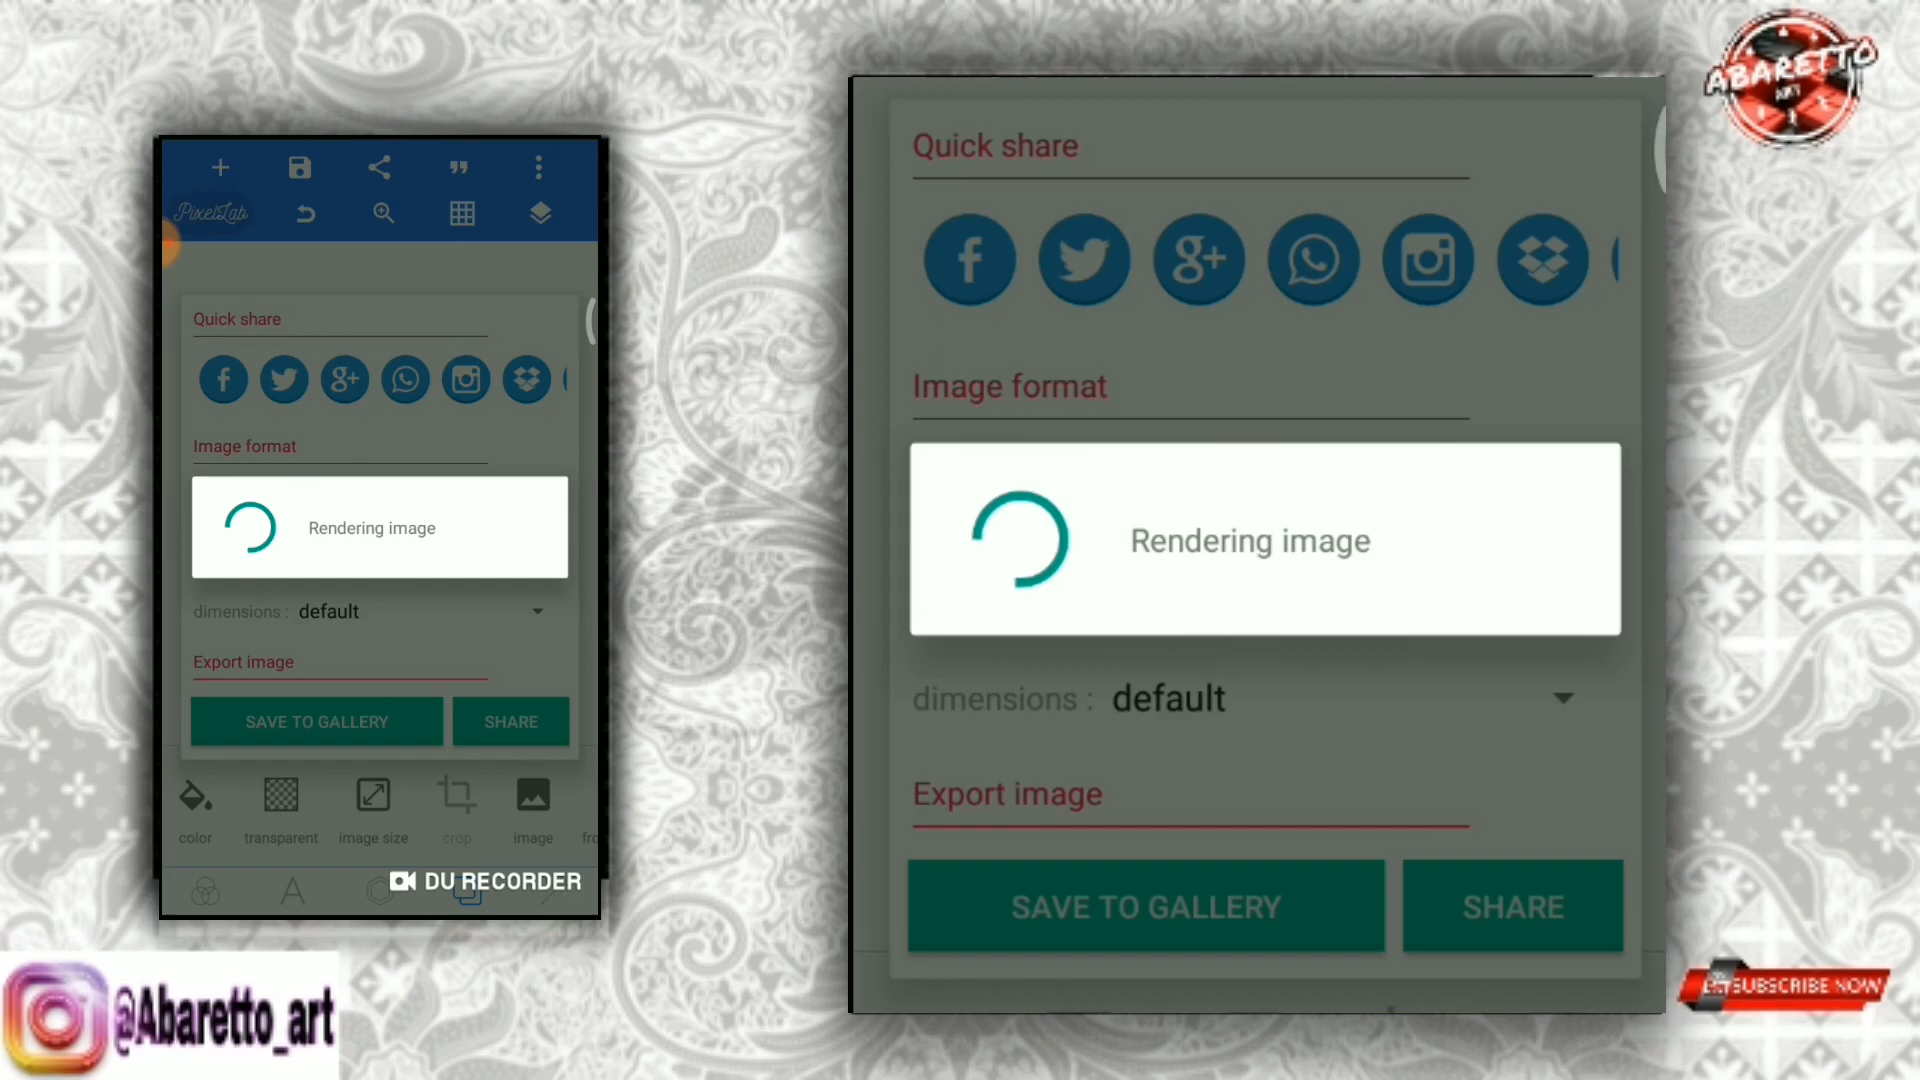 PixelLab
Quick share
Image format
Rendering image
dimensions : default
Export image
SAVE TO GALLERY
SHARE
color
transparent
image size
crop
image
DU RECORDER
@Abaretto_art
Quick share
Image format
Rendering image
dimensions : default
Export image
SAVE TO GALLERY
SHARE
ABARETTO
ART
SUBSCRIBE NOW